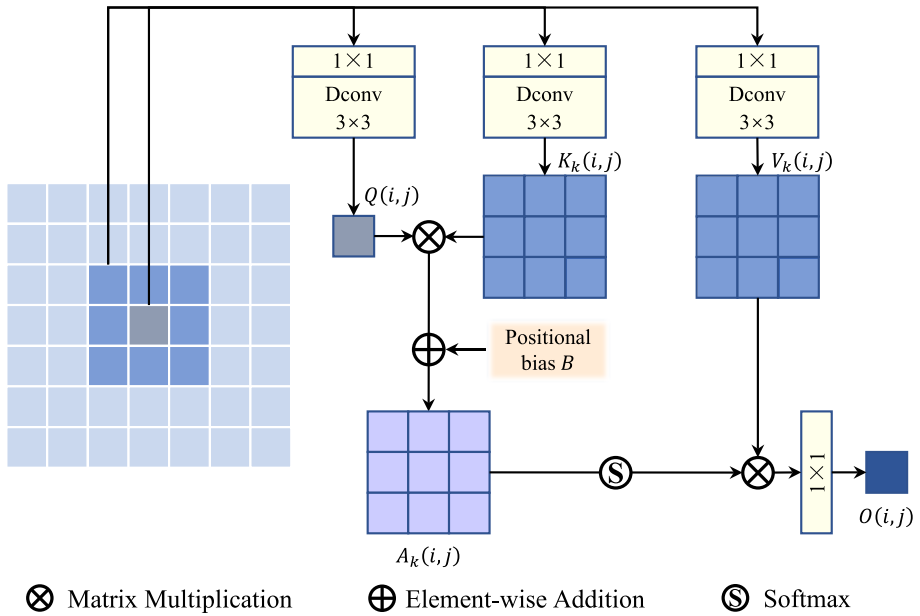 1×1
1×1
1×1
Dconv
3×3
Dconv
3×3
Dconv
3×3
K_k(i,j)
V_k(i,j)
Q(i,j)
Positional
bias B
1×1
S
O(i,j)
A_k(i,j)
Matrix Multiplication
Element-wise Addition
S Softmax